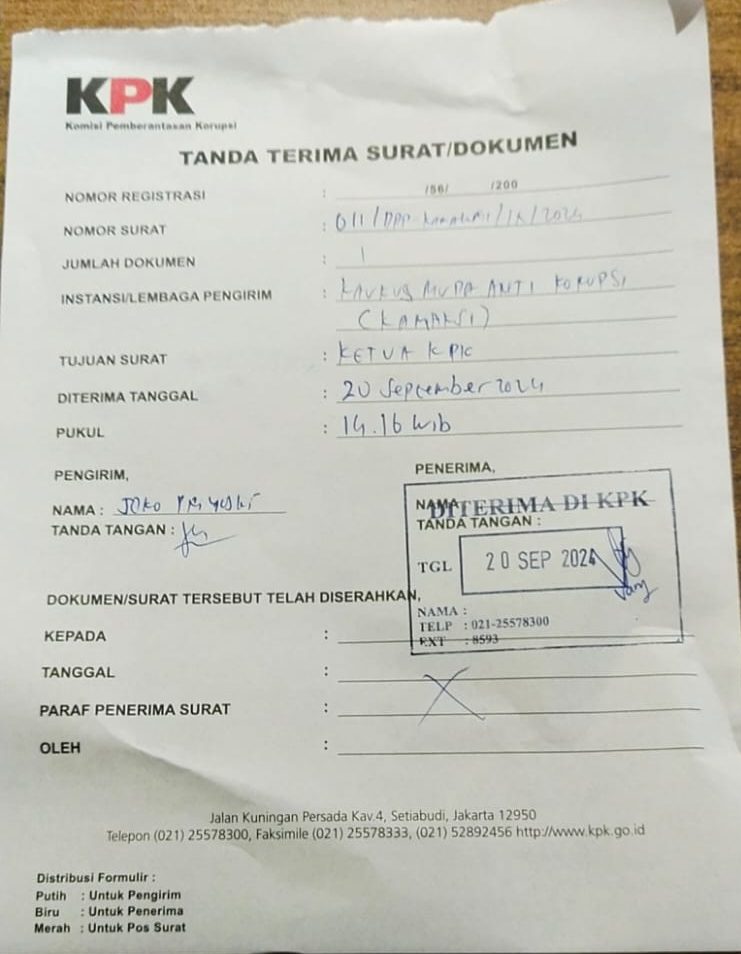 KPK
Komisi Pemberantasan Korupsi
TANDA TERIMA SURAT/DOKUMEN
NOMOR REGISTRASI : /56/ /200
NOMOR SURAT : 011/DPP-KAMAKSI/IX/2024
JUMLAH DOKUMEN : 1
INSTANSI/LEMBAGA PENGIRIM : KAUKUS MUDA ANTI KORUPSI
(KAMAKSI)
TUJUAN SURAT : KETUA KPK
DITERIMA TANGGAL : 20 September 2024
PUKUL : 14.16 Wib
PENGIRIM,
NAMA : JOKO
TANDA TANGAN :
PENERIMA,
NAMA
DITERIMA DI KPK
TANDA TANGAN :
TGL 20 SEP 2024
NAMA :
TELP : 021-25578300
EXT : 8593
DOKUMEN/SURAT TERSEBUT TELAH DISERAHKAN,
KEPADA :
TANGGAL :
PARAF PENERIMA SURAT :
OLEH :
Jalan Kuningan Persada Kav.4, Setiabudi, Jakarta 12950
Telepon (021) 25578300, Faksimile (021) 25578333, (021) 52892456 http://www.kpk.go.id
Distribusi Formulir :
Putih : Untuk Pengirim
Biru : Untuk Penerima
Merah : Untuk Pos Surat